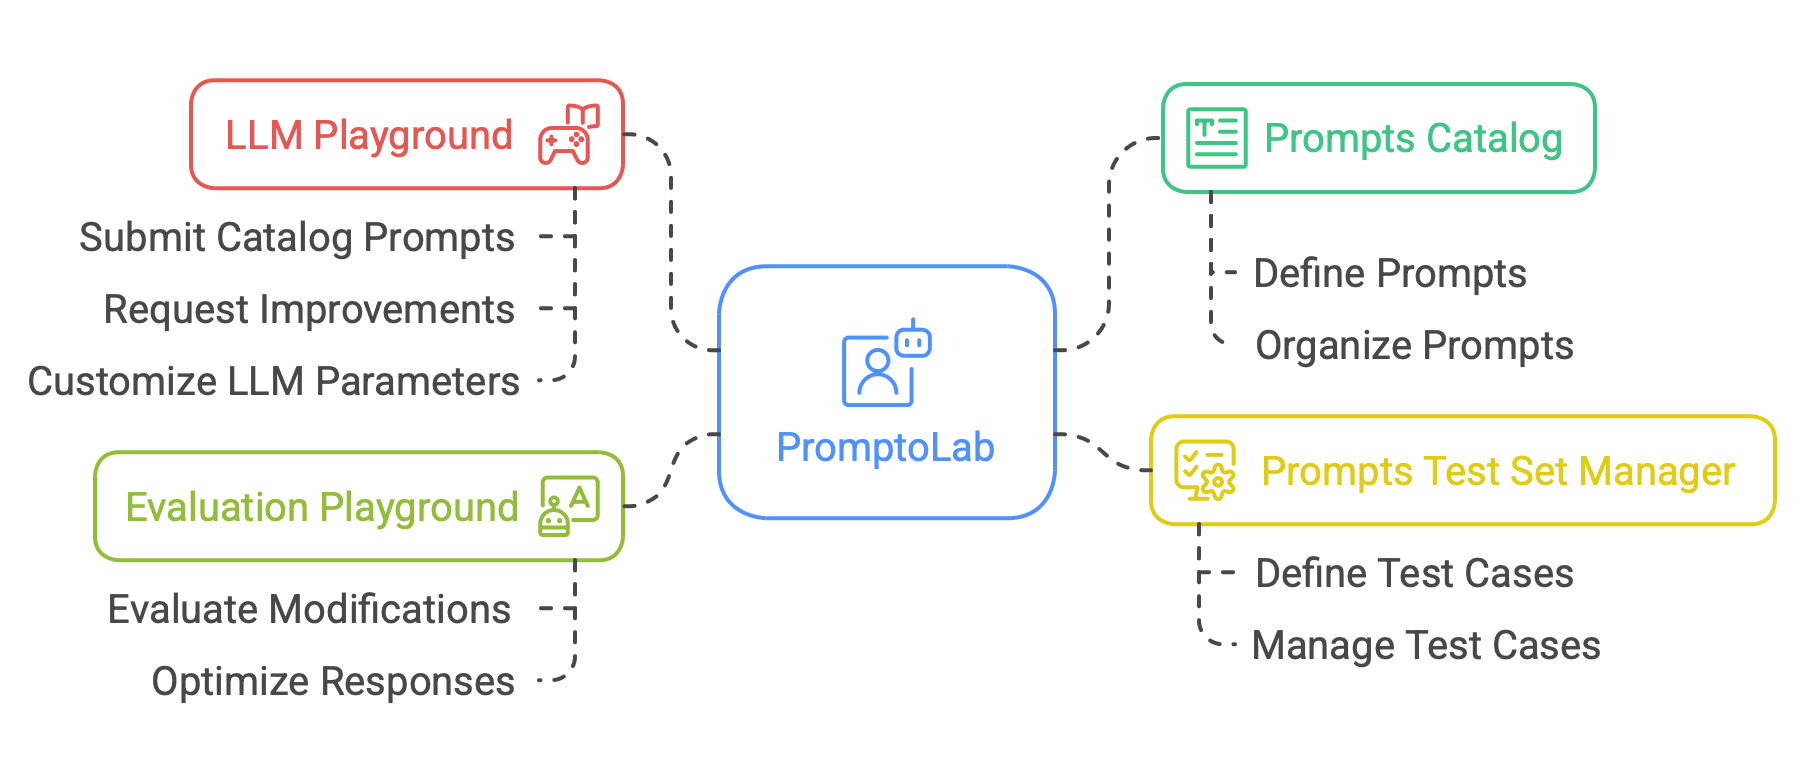 LLM Playground
Submit Catalog Prompts
Request Improvements
Customize LLM Parameters
Evaluation Playground
Evaluate Modifications
Optimize Responses
PromptoLab
Prompts Catalog
Define Prompts
Organize Prompts
Prompts Test Set Manager
Define Test Cases
Manage Test Cases